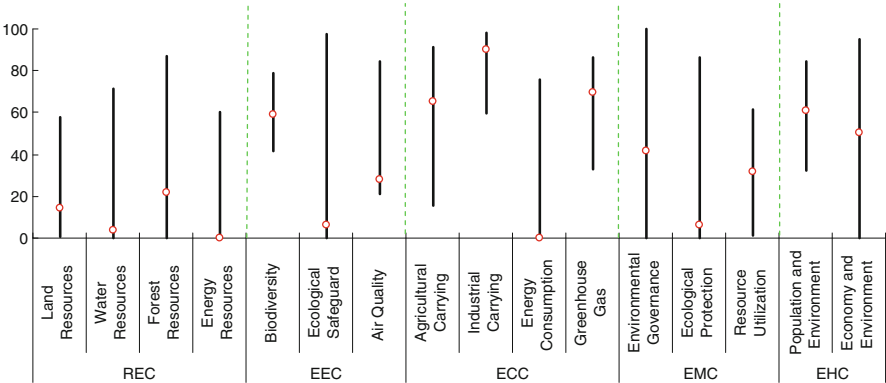 100
80
60
40
20
0
Land
Resources
Water
Resources
Forest
Resources
Energy
Resources
Biodiversity
Ecological
Safeguard
Air Quality
Agricultural
Carrying
Industrial
Carrying
Energy
Consumption
Greenhouse
Gas
Environmental
Governance
Ecological
Protection
Resource
Utilization
Population and
Environment
Economy and
Environment
REC
EEC
ECC
EMC
EHC